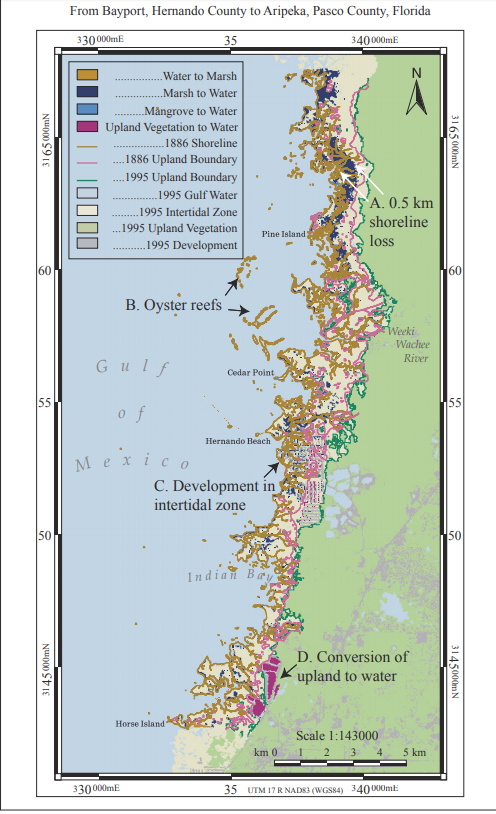 From Bayport, Hernando County to Aripeka, Pasco County, Florida
330000mE 35 340000mE
..............Water to Marsh
..............Marsh to Water
..............Mangrove to Water
Upland Vegetation to Water
..............1886 Shoreline
....1886 Upland Boundary
....1995 Upland Boundary
..........1995 Gulf Water
..........1995 Intertidal Zone
...1995 Upland Vegetation
..........1995 Development
N
3165000mN
3165000mN
A. 0.5 km
shoreline
loss
Pine Island
60
60
B. Oyster reefs
Weeki
Wachee
River
Gulf
of
Mexico
Cedar Point
55
55
Hernando Beach
C. Development in
intertidal zone
50
50
Indian Bay
D. Conversion of
upland to water
3145000mN
3145000mN
Horse Island
Scale 1:143000
km 0 1 2 3 4 5 km
330000mE 35 UTM 17 R NAD83 (WGS84) 340000mE